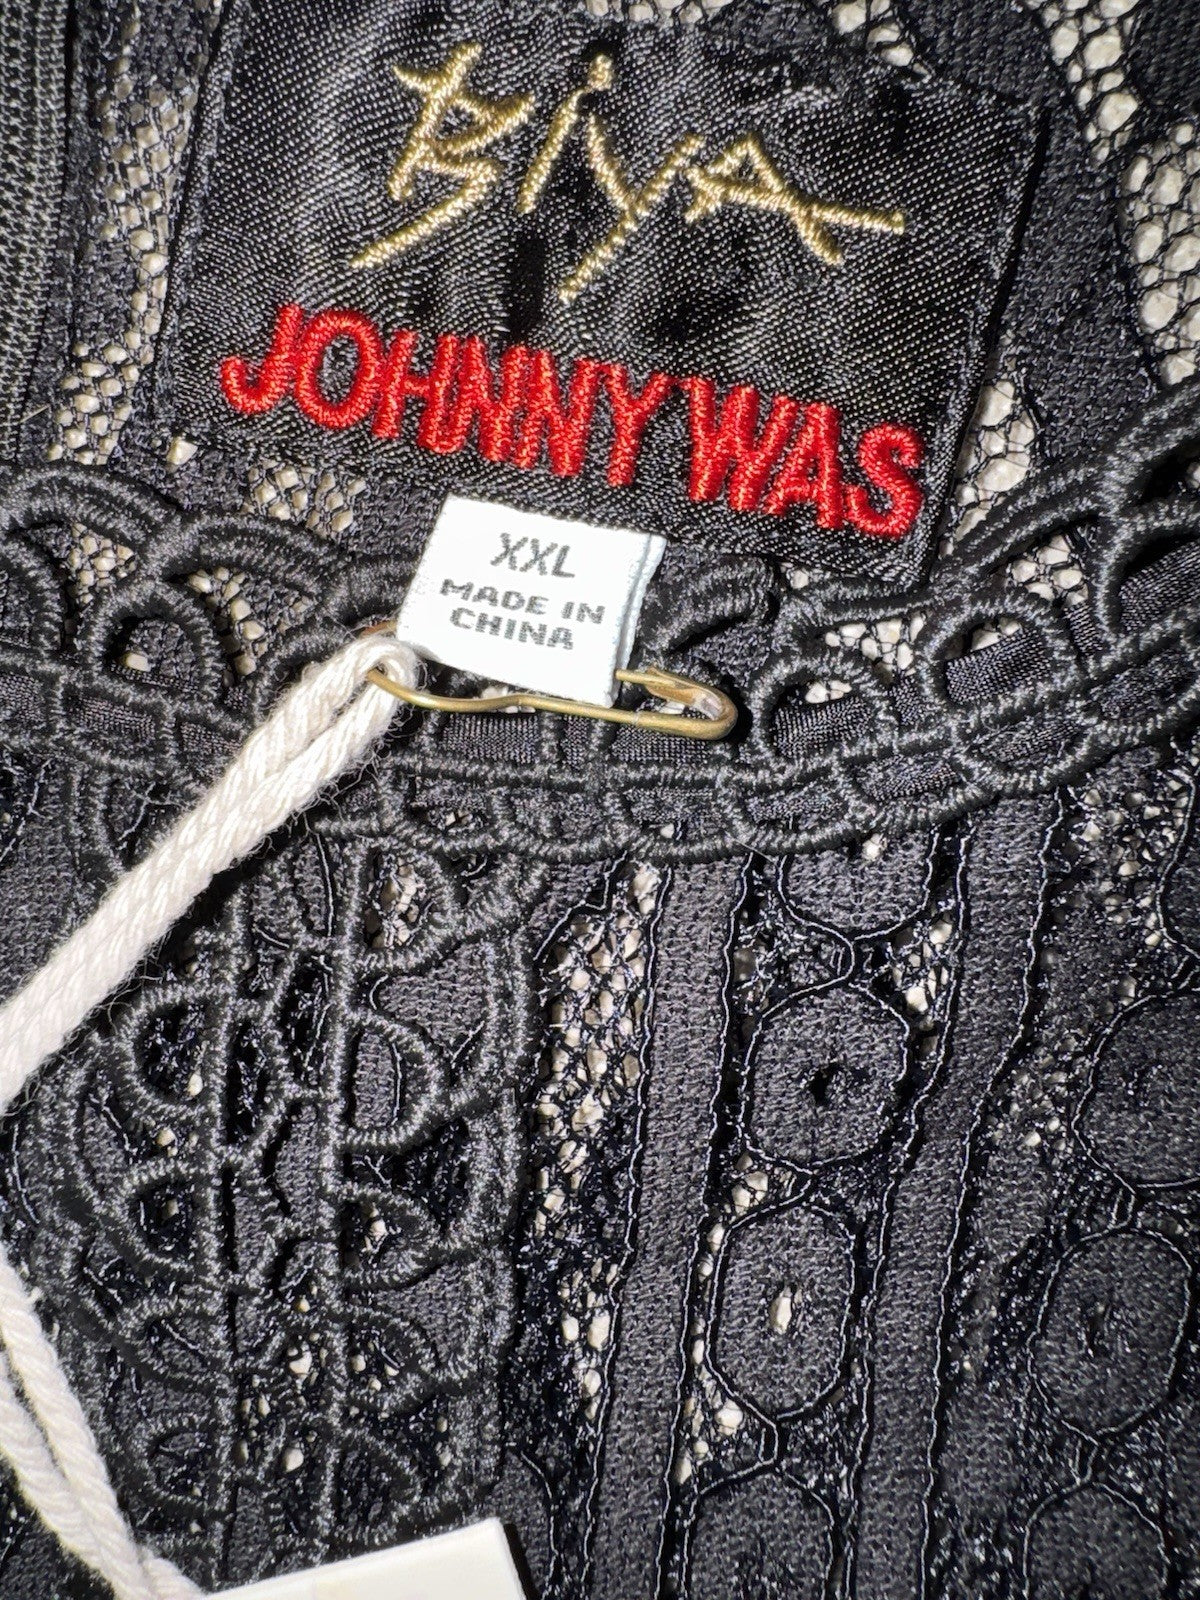 BiYA
JOHNNY WAS
XXL
MADE IN
CHINA